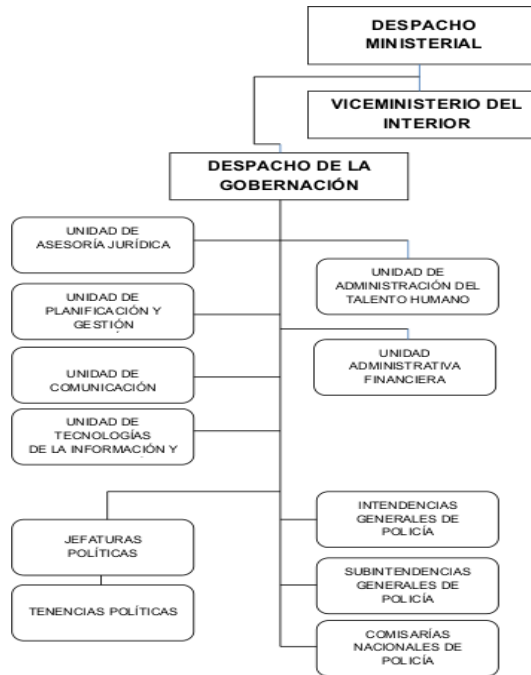 DESPACHO
MINISTERIAL
VICEMINISTERIO DEL
INTERIOR
DESPACHO DE LA
GOBERNACIÓN
UNIDAD DE
ASESORÍA JURÍDICA
UNIDAD DE
ADMINISTRACIÓN DEL
TALENTO HUMANO
UNIDAD DE
PLANIFICACIÓN Y
GESTIÓN
UNIDAD
ADMINISTRATIVA
FINANCIERA
UNIDAD DE
COMUNICACIÓN
UNIDAD DE
TECNOLOGÍAS
DE LA INFORMACIÓN Y
JEFATURAS
POLÍTICAS
TENENCIAS POLÍTICAS
INTENDENCIAS
GENERALES DE
POLICÍA
SUBINTENDENCIAS
GENERALES DE
POLICÍA
COMISARÍAS
NACIONALES DE
POLICÍA